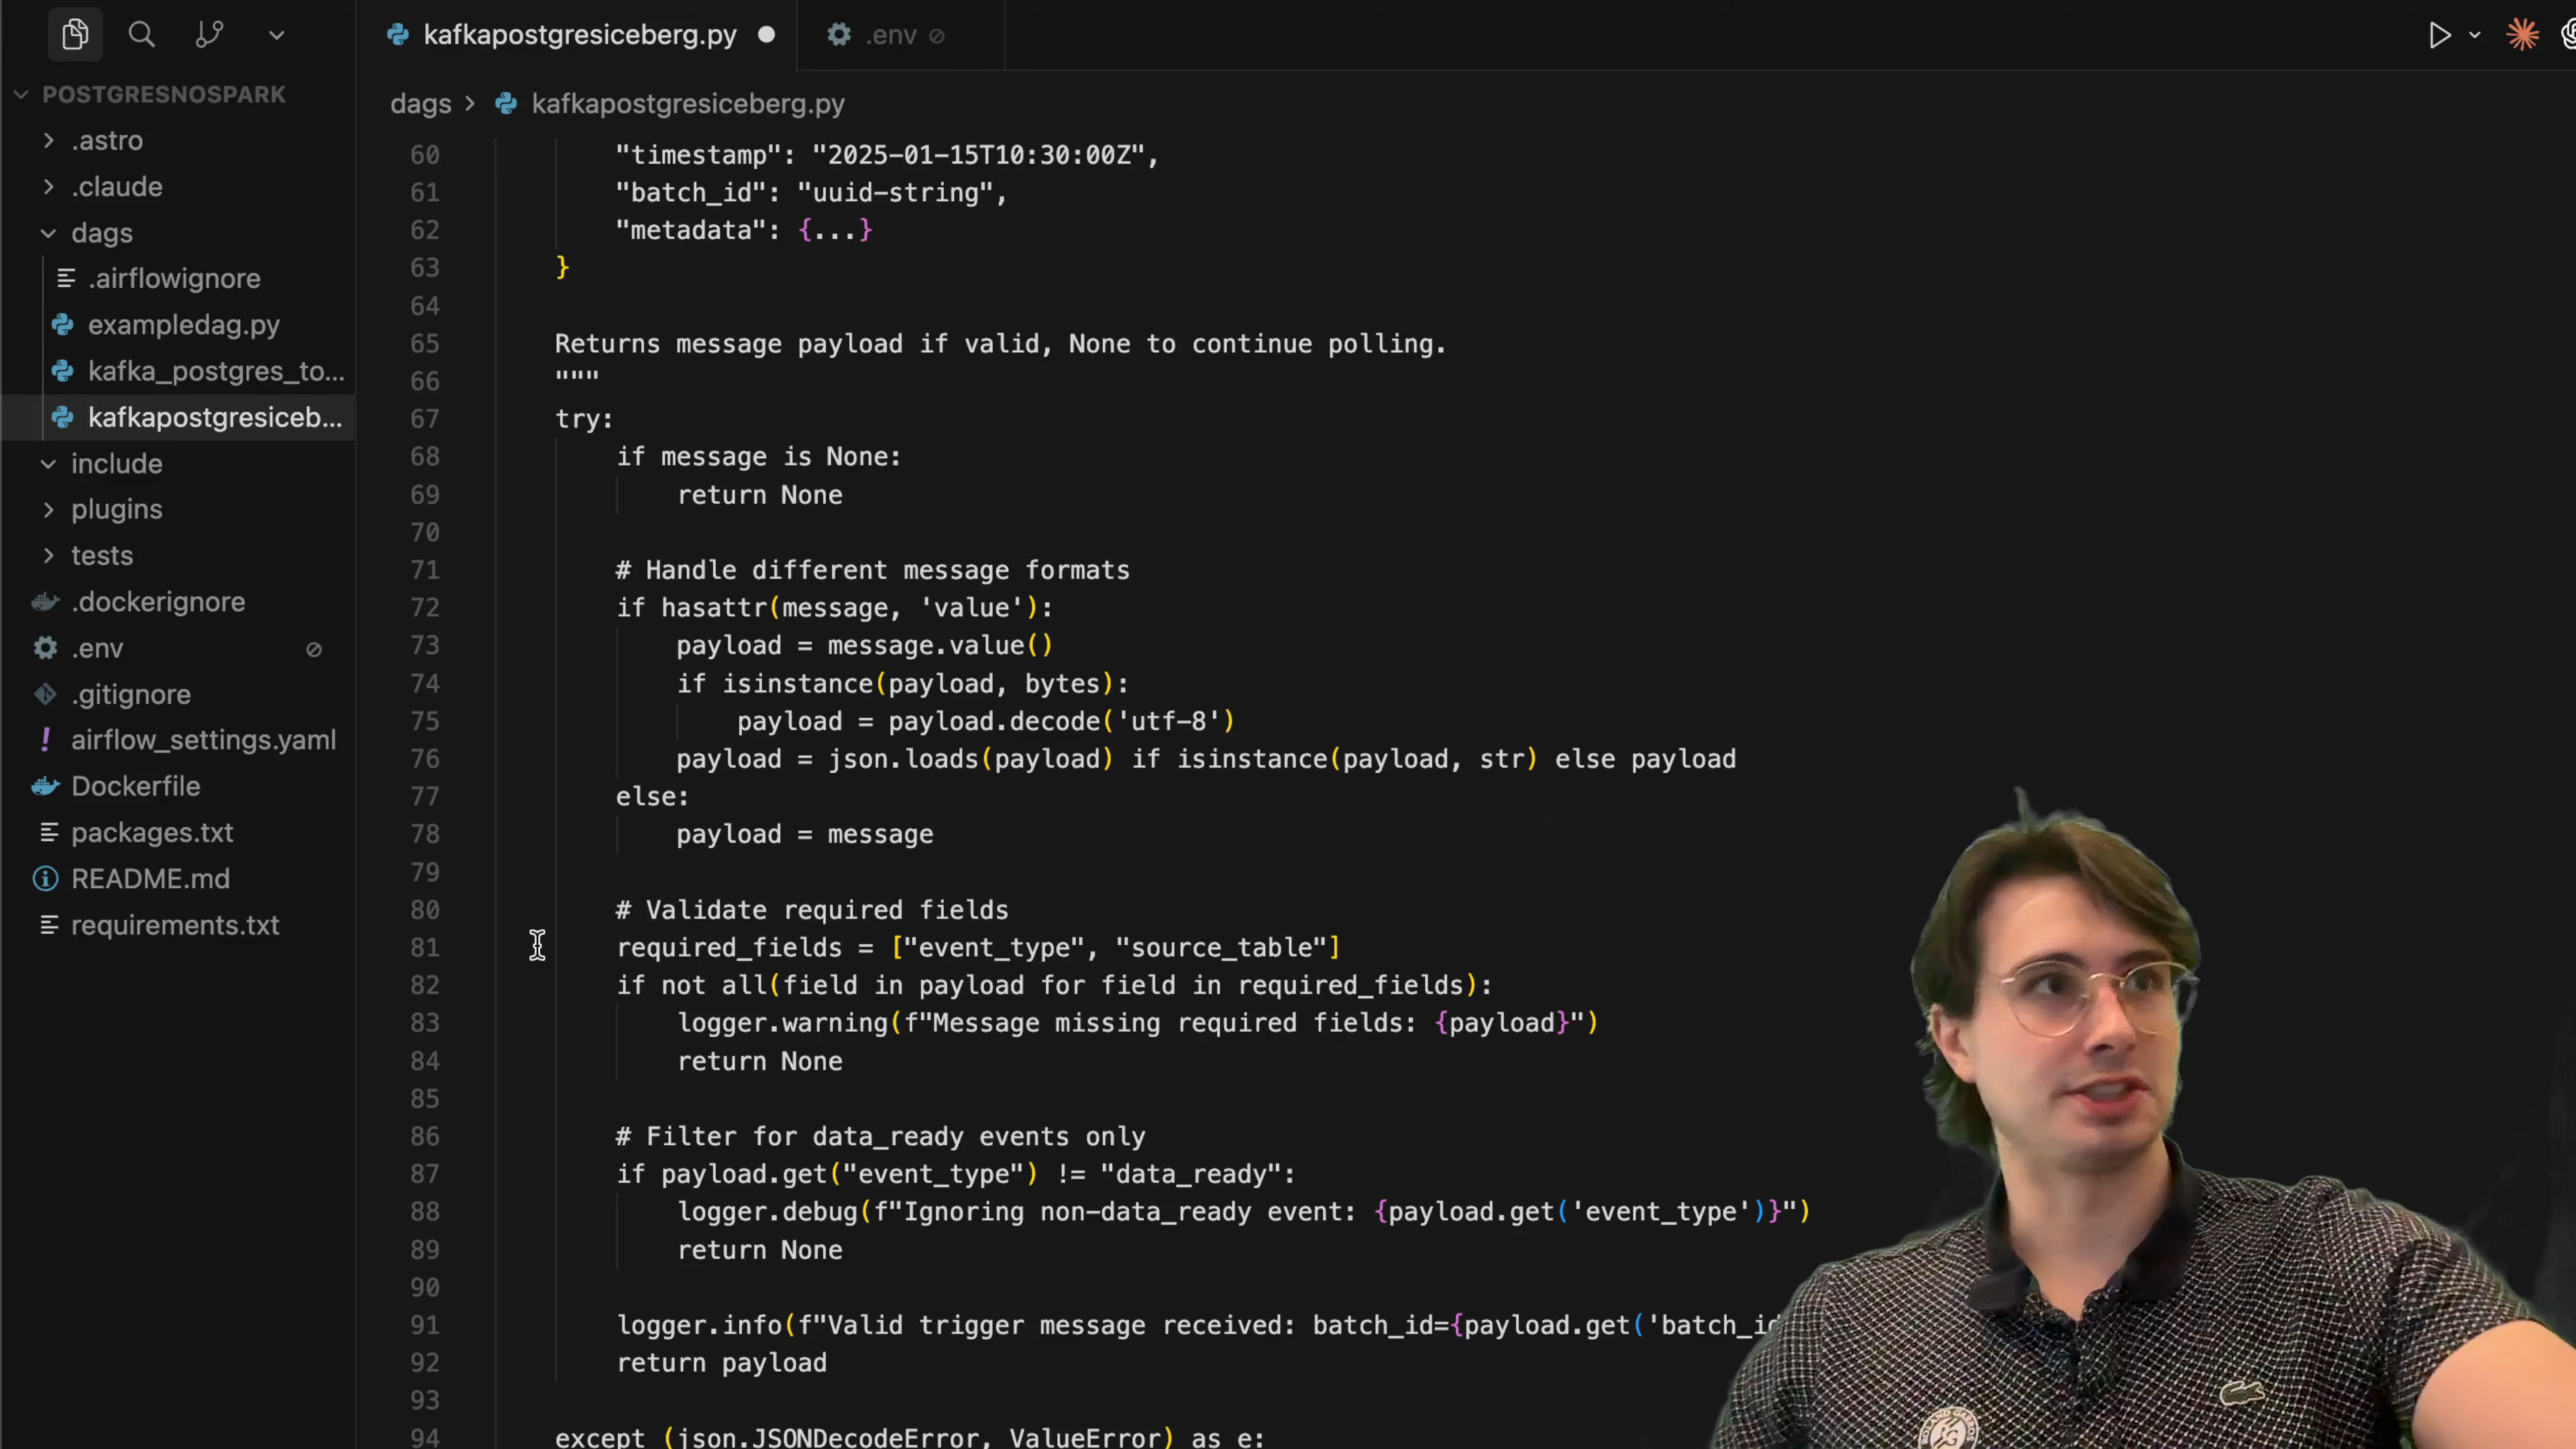 kafkapostgresiceberg.py
.env
POSTGRESNOSPARK
dags > kafkapostgresiceberg.py
.astro
.claude
dags
.airflowignore
exampledag.py
kafka_postgres_to...
kafkapostgresiceb...
include
plugins
tests
.dockerignore
.env
.gitignore
airflow_settings.yaml
Dockerfile
packages.txt
README.md
requirements.txt
60 "timestamp": "2025-01-15T10:30:00Z",
61 "batch_id": "uuid-string",
62 "metadata": {...}
63 }
64
65 Returns message payload if valid, None to continue polling.
66 """
67 try:
68 if message is None:
69 return None
70
71 # Handle different message formats
72 if hasattr(message, 'value'):
73 payload = message.value()
74 if isinstance(payload, bytes):
75 payload = payload.decode('utf-8')
76 payload = json.loads(payload) if isinstance(payload, str) else payload
77 else:
78 payload = message
79
80 # Validate required fields
81 required_fields = ["event_type", "source_table"]
82 if not all(field in payload for field in required_fields):
83 logger.warning(f"Message missing required fields: {payload}")
84 return None
85
86 # Filter for data_ready events only
87 if payload.get("event_type") != "data_ready":
88 logger.debug(f"Ignoring non-data_ready event: {payload.get('event_type')}")
89 return None
90
91 logger.info(f"Valid trigger message received: batch_id={payload.get('batch_id
92 return payload
93
94 except (json.JSONDecodeError, ValueError) as e: